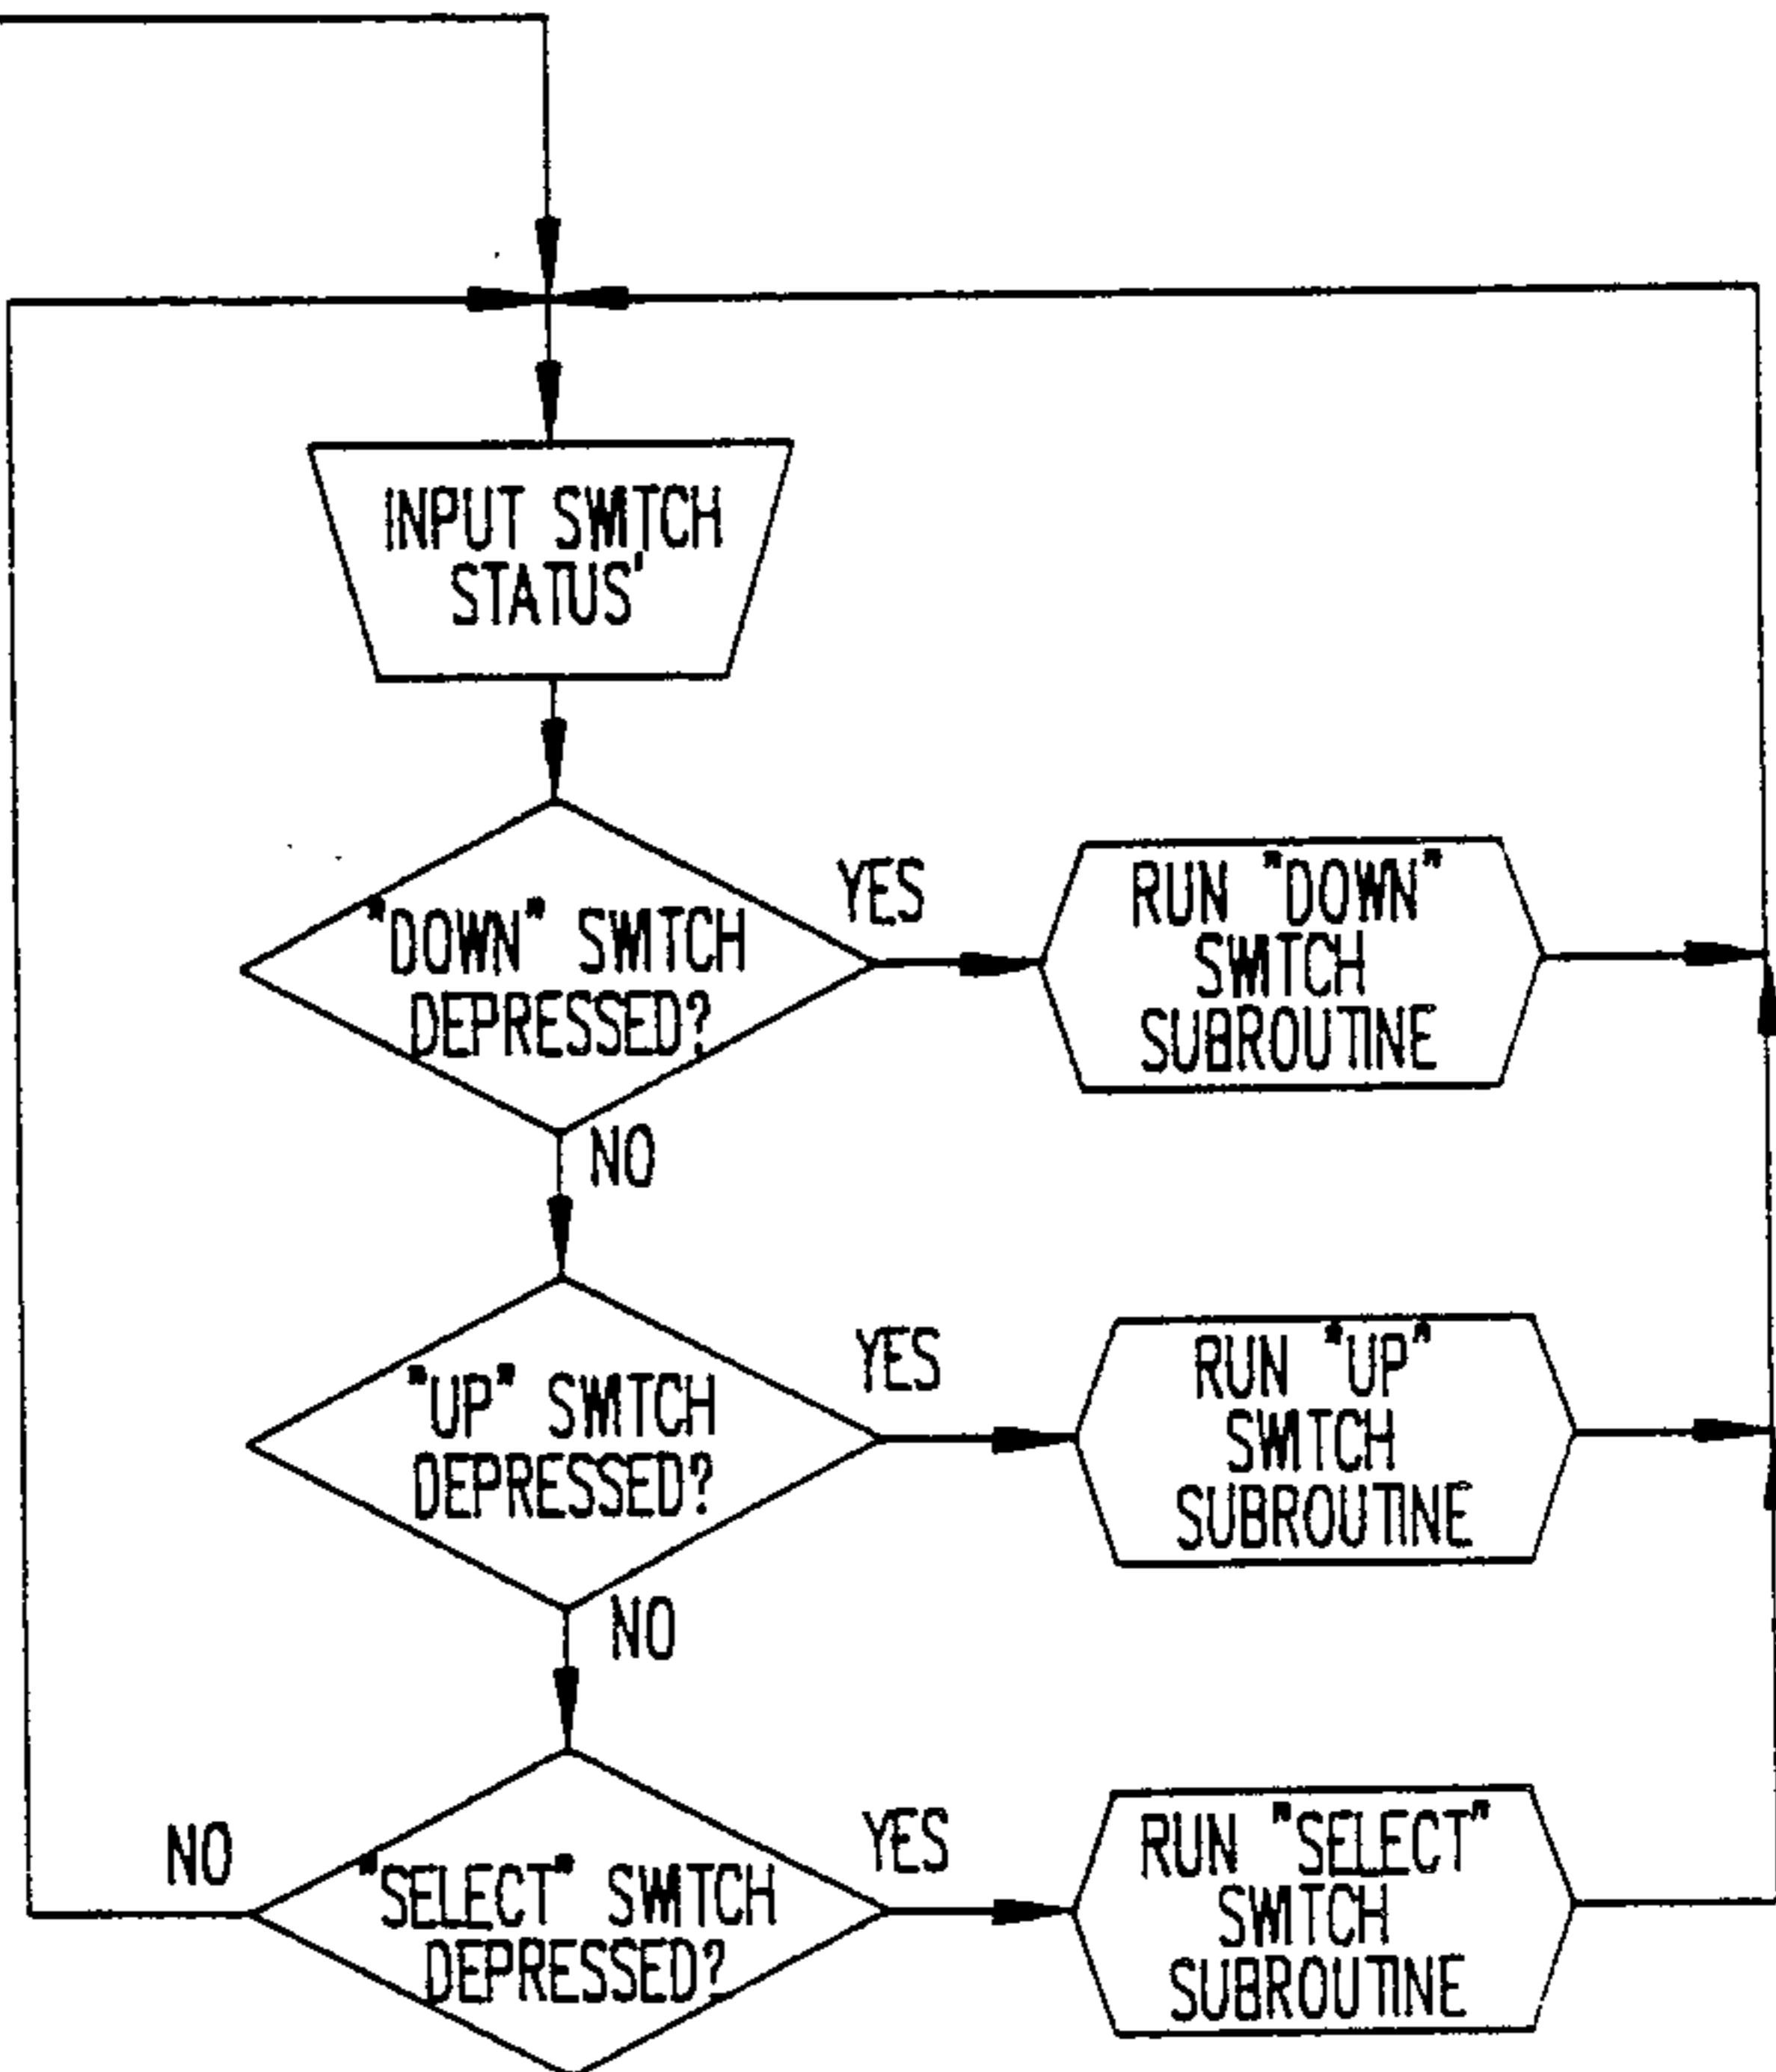 INPUT SWITCH
STATUS'
"DOWN" SWITCH
DEPRESSED?
YES
RUN "DOWN"
SWITCH
SUBROUTINE
NO
"UP" SWITCH
DEPRESSED?
YES
RUN "UP"
SWITCH
SUBROUTINE
NO
NO
"SELECT" SWITCH
DEPRESSED?
YES
RUN "SELECT"
SWITCH
SUBROUTINE